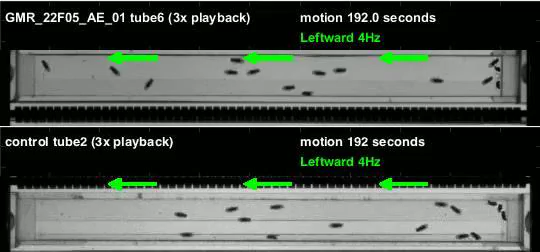 GMR_22F05_AE_01 tube6 (3x playback)
motion 192.0 seconds
Leftward 4Hz
control tube2 (3x playback)
motion 192 seconds
Leftward 4Hz